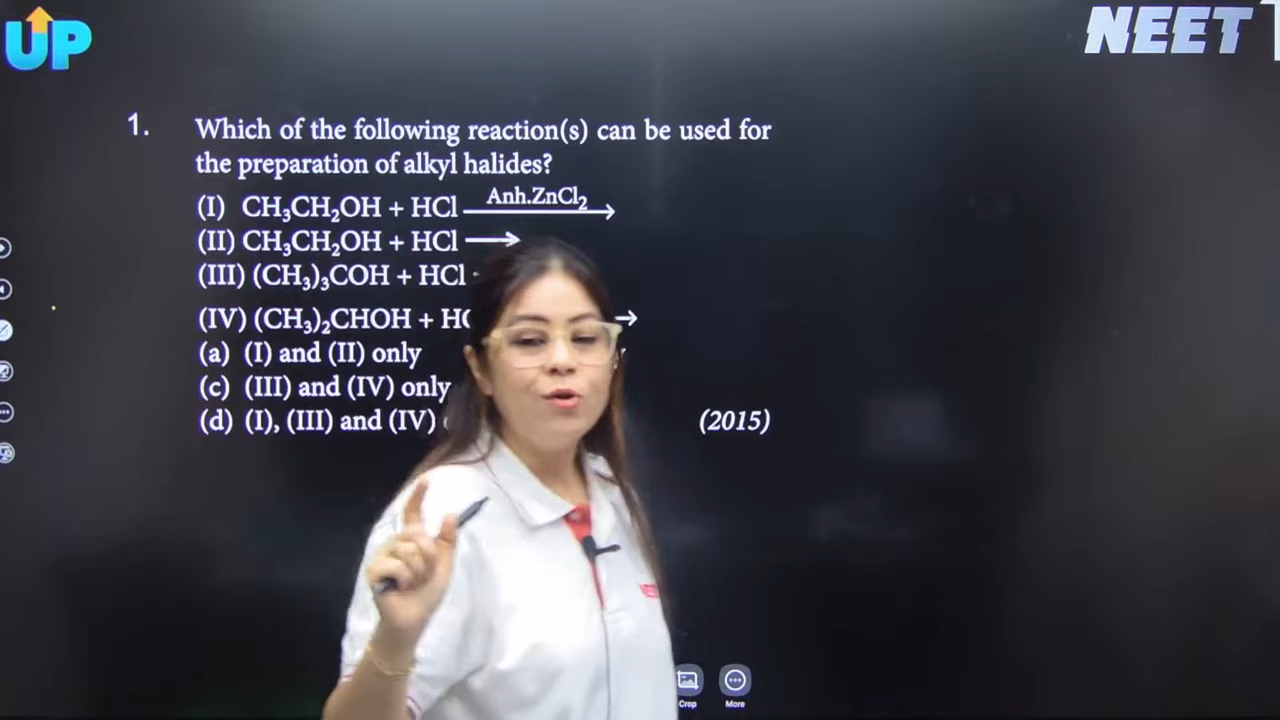 UP
NEET
1. Which of the following reaction(s) can be used for
the preparation of alkyl halides?
(I) CH₃CH₂OH + HCl —Anh.ZnCl₂→
(II) CH₃CH₂OH + HCl →
(III) (CH₃)₃COH + HCl
(IV) (CH₃)₂CHOH +
→
(a) (I) and (II) only
(c) (III) and (IV) only
(d) (I), (III) and (IV)
(2015)
Crop
More